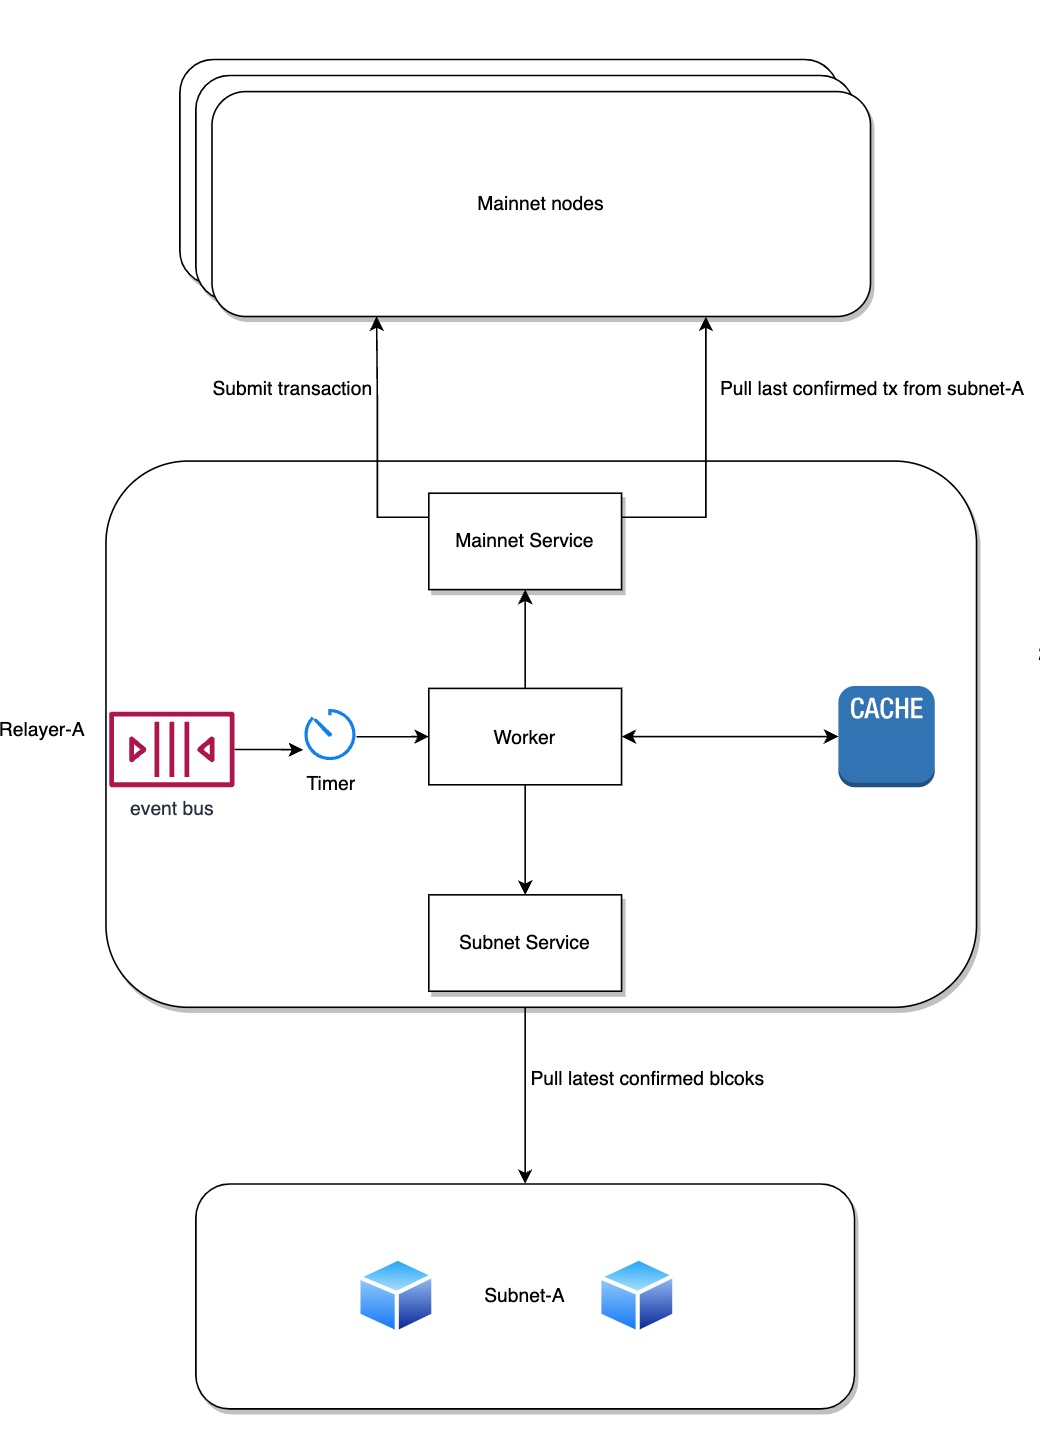 Mainnet nodes
Submit transaction
Pull last confirmed tx from subnet-A
Mainnet Service
Relayer-A
event bus
Timer
Worker
CACHE
Subnet Service
Pull latest confirmed blcoks
Subnet-A